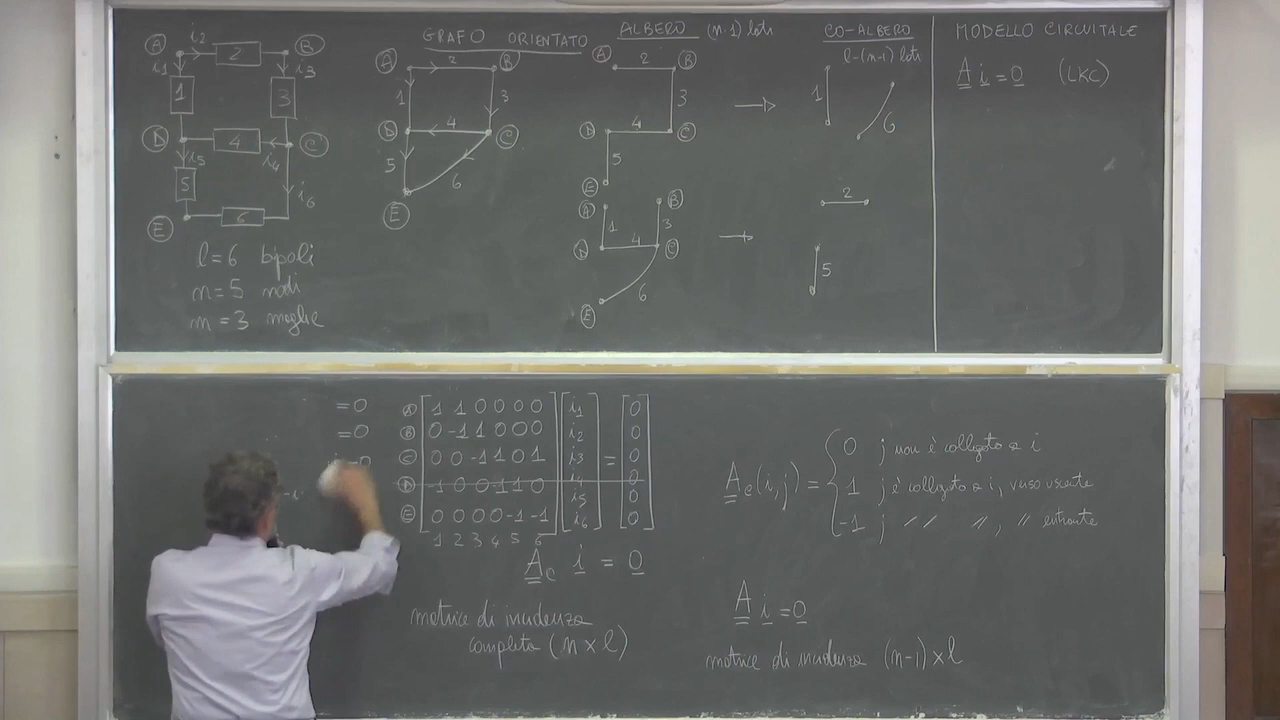 GRAFO ORIENTATO
ALBERO (n-1) lati
CO-ALBERO
l-(n-1) lati
MODELLO CIRCUITALE
A i = 0 (LKC)
A i2 2 B
i1 i3
1 3
D 4 i4 C
i5
5 i6
E 6
l=6 bipoli
n=5 nodi
m=3 maglie
A 2 B
1 3
D 4 C
5 6
E
A 2 B
3
D 4 C
5
E
1 6
A B
1 3
D 4 C
6
E
2
5
=0
=0
=0
A 1 1 0 0 0 0 i1 0
B 0 -1 1 0 0 0 i2 0
C 0 0 -1 1 0 1 i3 = 0
D -1 0 0 -1 1 0 i4 0
i5 0
E 0 0 0 0 -1 -1 i6 0
1 2 3 4 5 6
Ac i = 0
matrice di incidenza
completa (n x l)
Ac(i,j) =
0 j non è collegato a i
1 j è collegato a i, verso uscente
-1 j 〃 〃, 〃 entrante
A i = 0
matrice di incidenza (n-1) x l